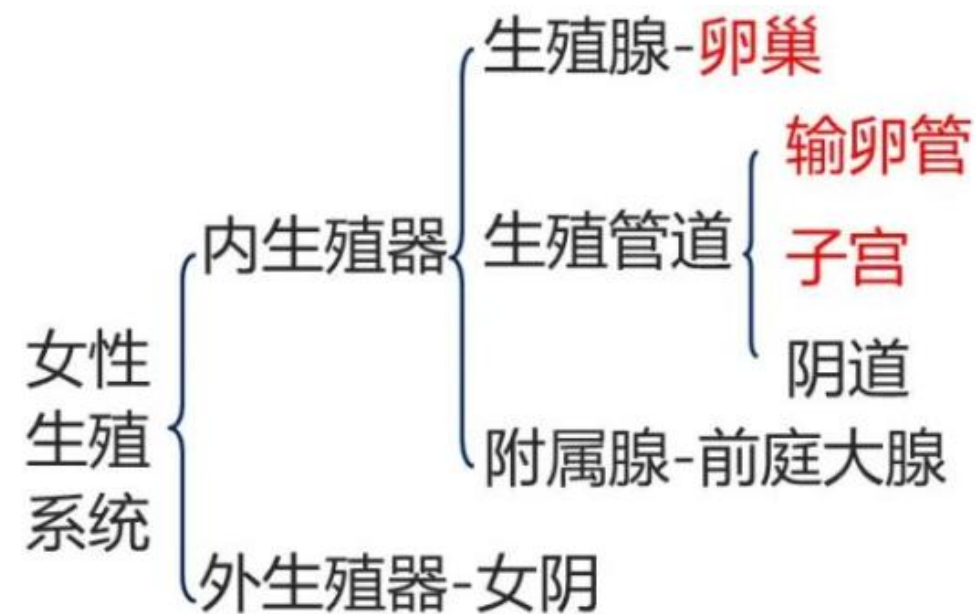 生殖腺-卵巢
输卵管
内生殖器
生殖管道
子宫
女性
生殖
系统
阴道
附属腺-前庭大腺
外生殖器-女阴